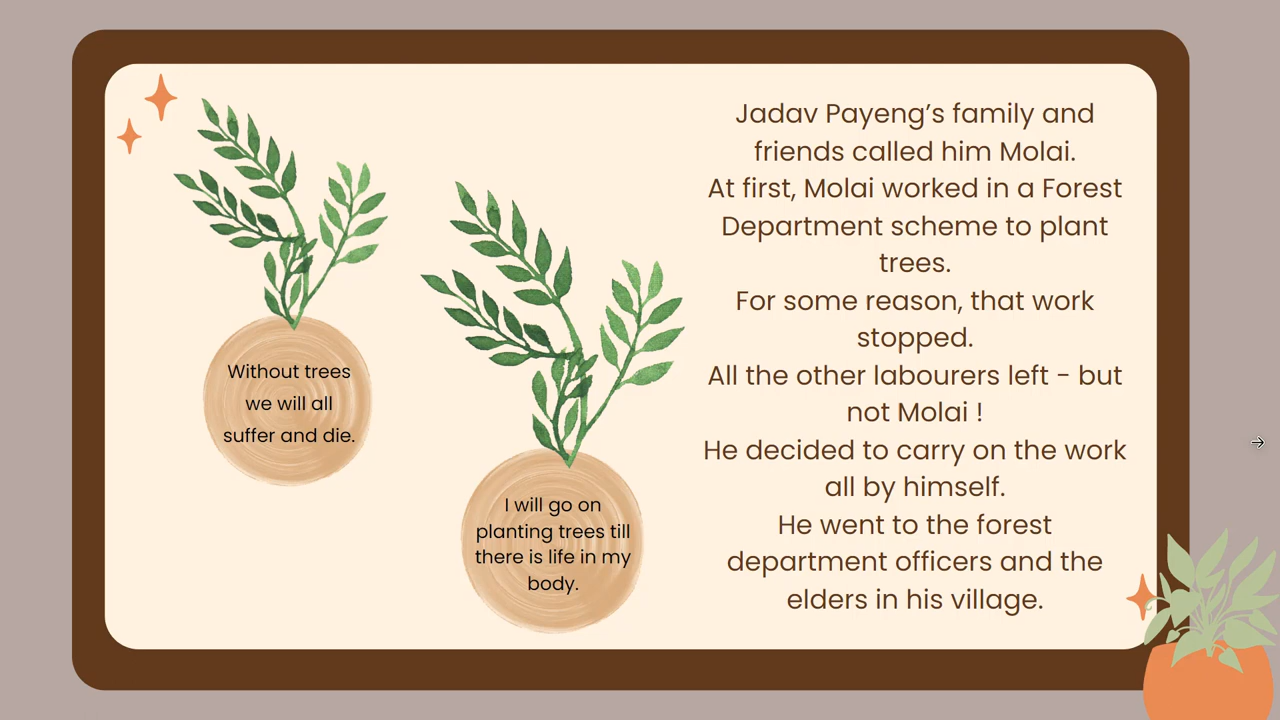 Without trees
we will all
suffer and die.
I will go on
planting trees till
there is life in my
body.
Jadav Payeng’s family and
friends called him Molai.
At first, Molai worked in a Forest
Department scheme to plant
trees.
For some reason, that work
stopped.
All the other labourers left - but
not Molai !
He decided to carry on the work
all by himself.
He went to the forest
department officers and the
elders in his village.